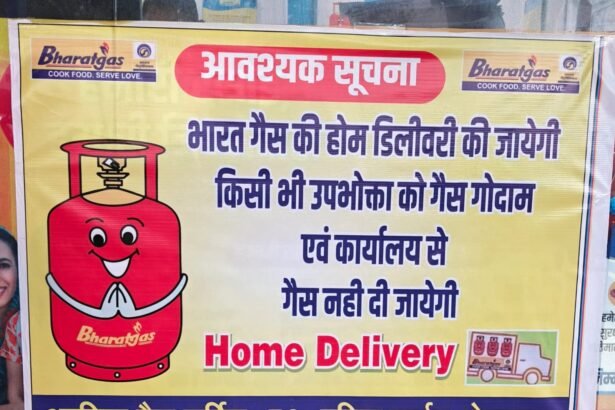 Bharatgas
COOK FOOD. SERVE LOVE.
आवश्यक सूचना
Bharatgas
COOK FOOD. SERVE LOVE.
भारत गैस की होम डिलीवरी की जायेगी
किसी भी उपभोक्ता को गैस गोदाम
एवं कार्यालय से
गैस नही दी जायेगी
Bharatgas
Home Delivery